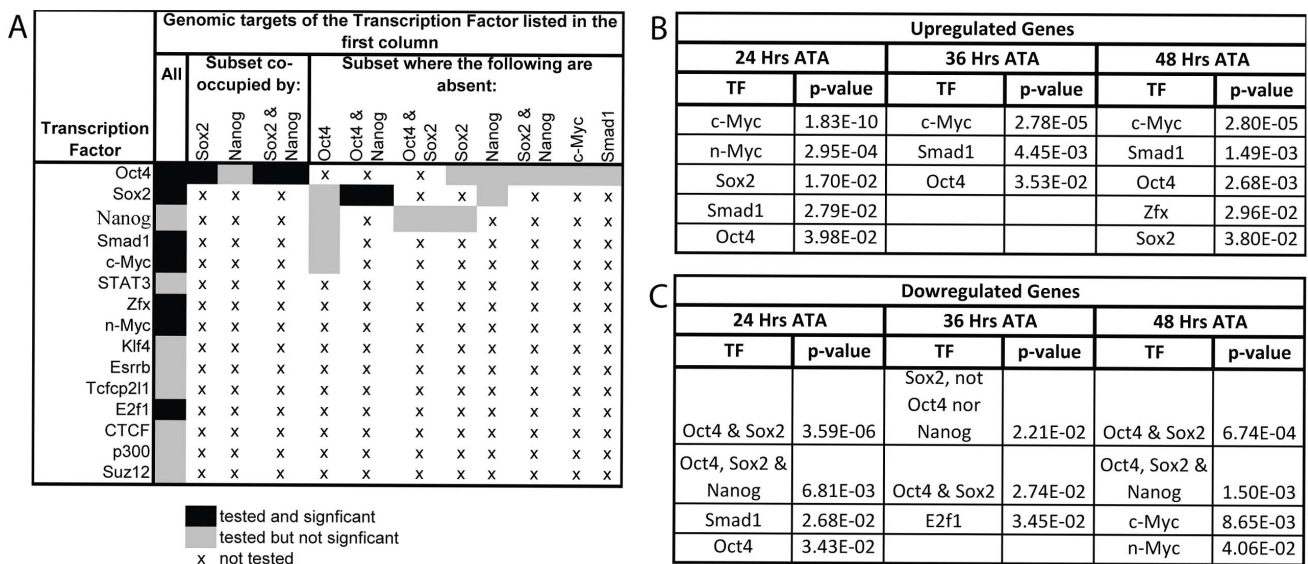 A
Genomic targets of the Transcription Factor listed in the
first column
Transcription
Factor
All
Subset co-
occupied by:
Subset where the following are
absent:
Sox2
Nanog
Sox2 &
Nanog
Oct4
Oct4 &
Nanog
Oct4 &
Sox2
Sox2
Nanog
Sox2 &
Nanog
c-Myc
Smad1
Oct4 x x x
Sox2 x x x x x x x x
Nanog x x x x x x x x
Smad1 x x x x x x x x x x
c-Myc x x x x x x x x x x
STAT3 x x x x x x x x x x x
Zfx x x x x x x x x x x x
n-Myc x x x x x x x x x x x
Klf4 x x x x x x x x x x x
Esrrb x x x x x x x x x x x
Tcfcp2l1 x x x x x x x x x x x
E2f1 x x x x x x x x x x x
CTCF x x x x x x x x x x x
p300 x x x x x x x x x x x
Suz12 x x x x x x x x x x x
tested and signficant
tested but not signficant
x not tested
B
Upregulated Genes
24 Hrs ATA 36 Hrs ATA 48 Hrs ATA
TF p-value TF p-value TF p-value
c-Myc 1.83E-10 c-Myc 2.78E-05 c-Myc 2.80E-05
n-Myc 2.95E-04 Smad1 4.45E-03 Smad1 1.49E-03
Sox2 1.70E-02 Oct4 3.53E-02 Oct4 2.68E-03
Smad1 2.79E-02 Zfx 2.96E-02
Oct4 3.98E-02 Sox2 3.80E-02
C
Dowregulated Genes
24 Hrs ATA 36 Hrs ATA 48 Hrs ATA
TF p-value TF p-value TF p-value
Sox2, not
Oct4 nor
Oct4 & Sox2 3.59E-06 Nanog 2.21E-02 Oct4 & Sox2 6.74E-04
Oct4, Sox2 & Oct4, Sox2 &
Nanog 6.81E-03 Oct4 & Sox2 2.74E-02 Nanog 1.50E-03
Smad1 2.68E-02 E2f1 3.45E-02 c-Myc 8.65E-03
Oct4 3.43E-02 n-Myc 4.06E-02